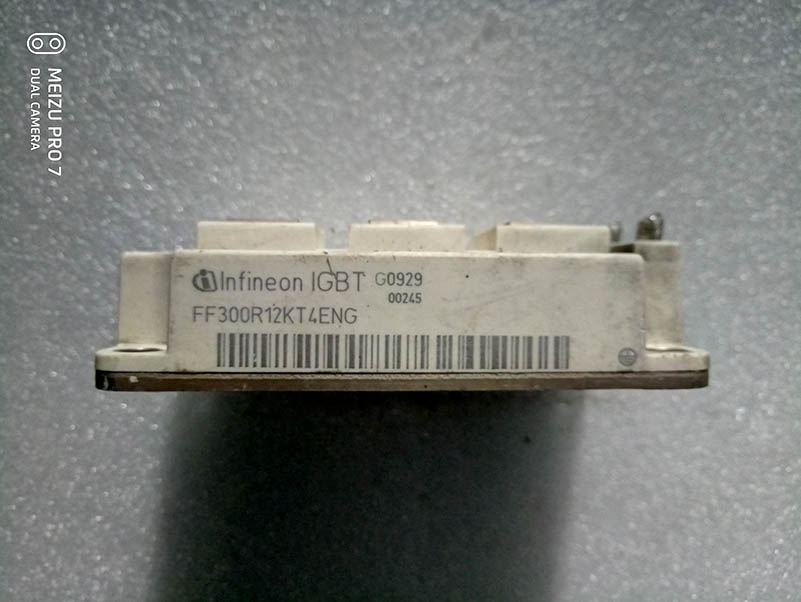 MEIZU PRO 7
DUAL CAMERA
Infineon IGBT G0929
00245
FF300R12KT4ENG